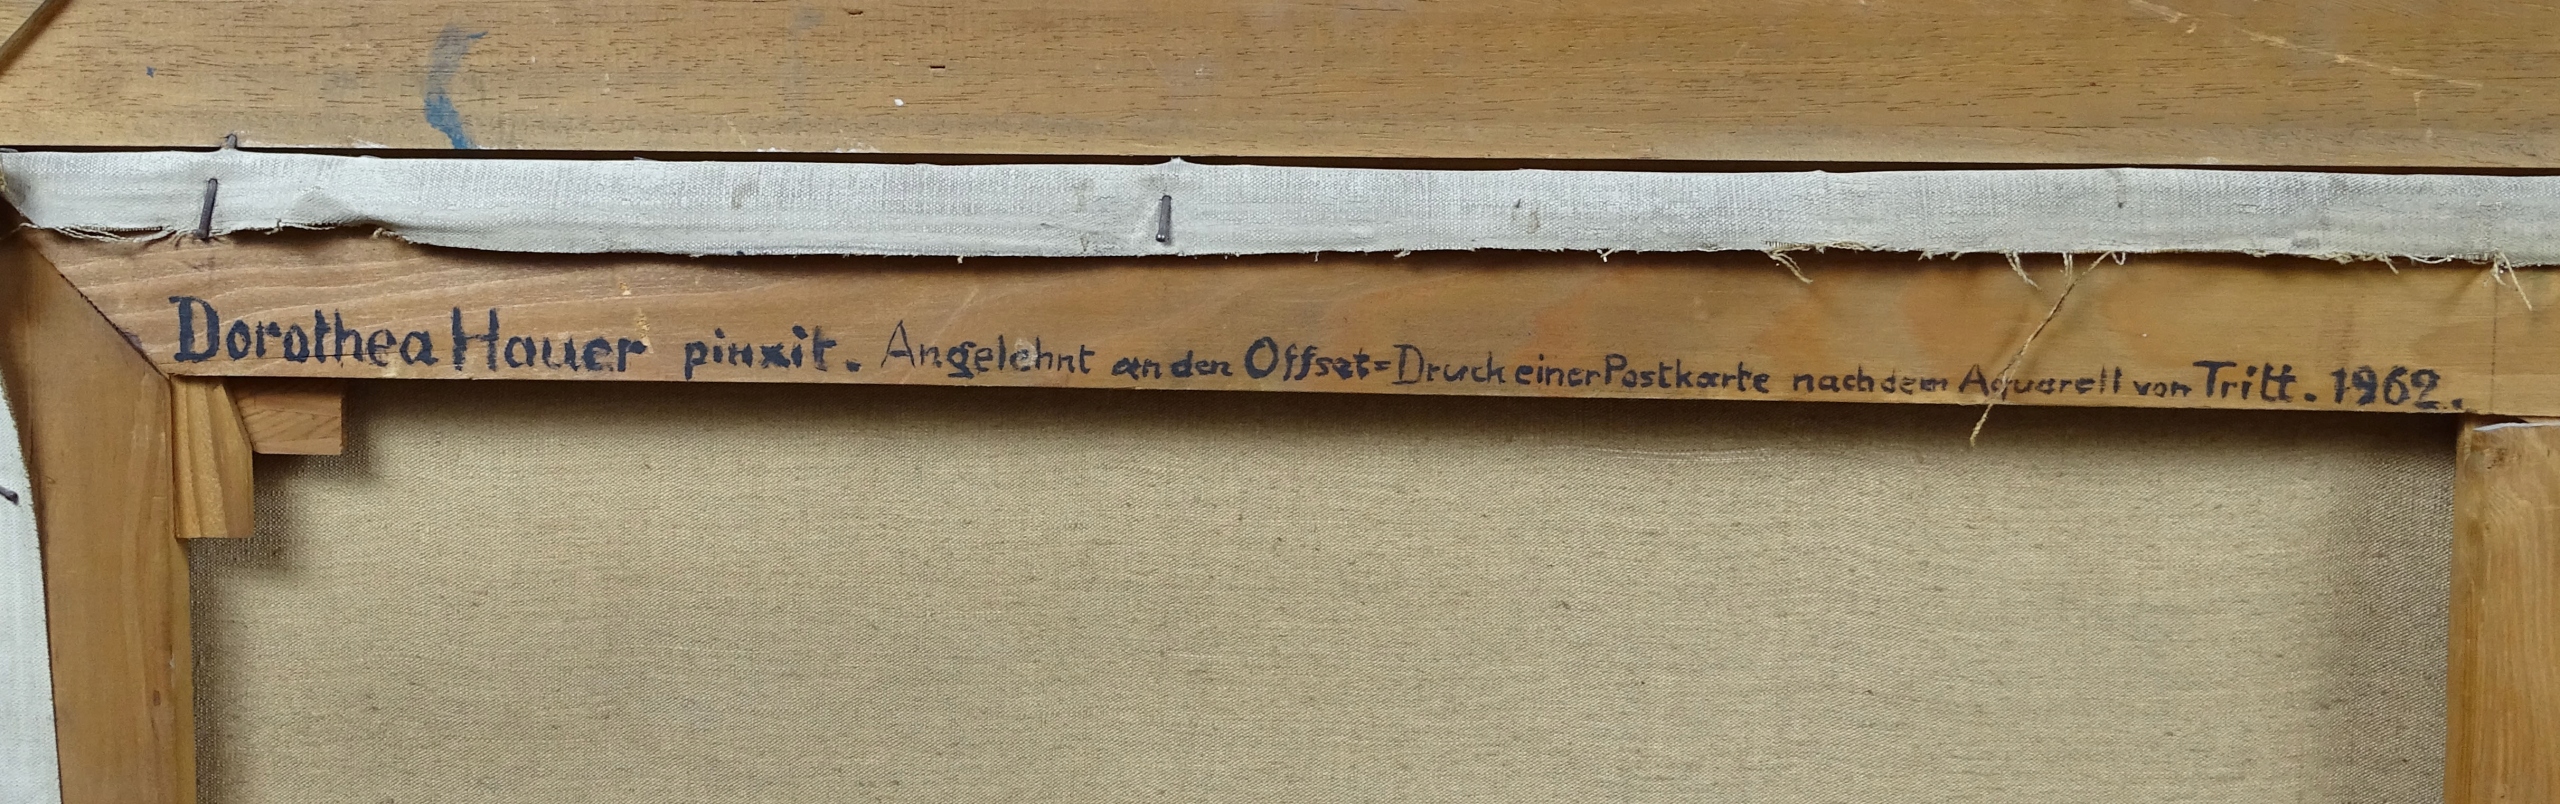 Dorothea Hauer pinxit. Angelehnt an den Offset=Druck einer Postkarte nach dem Aquarell von Tritt. 1962.